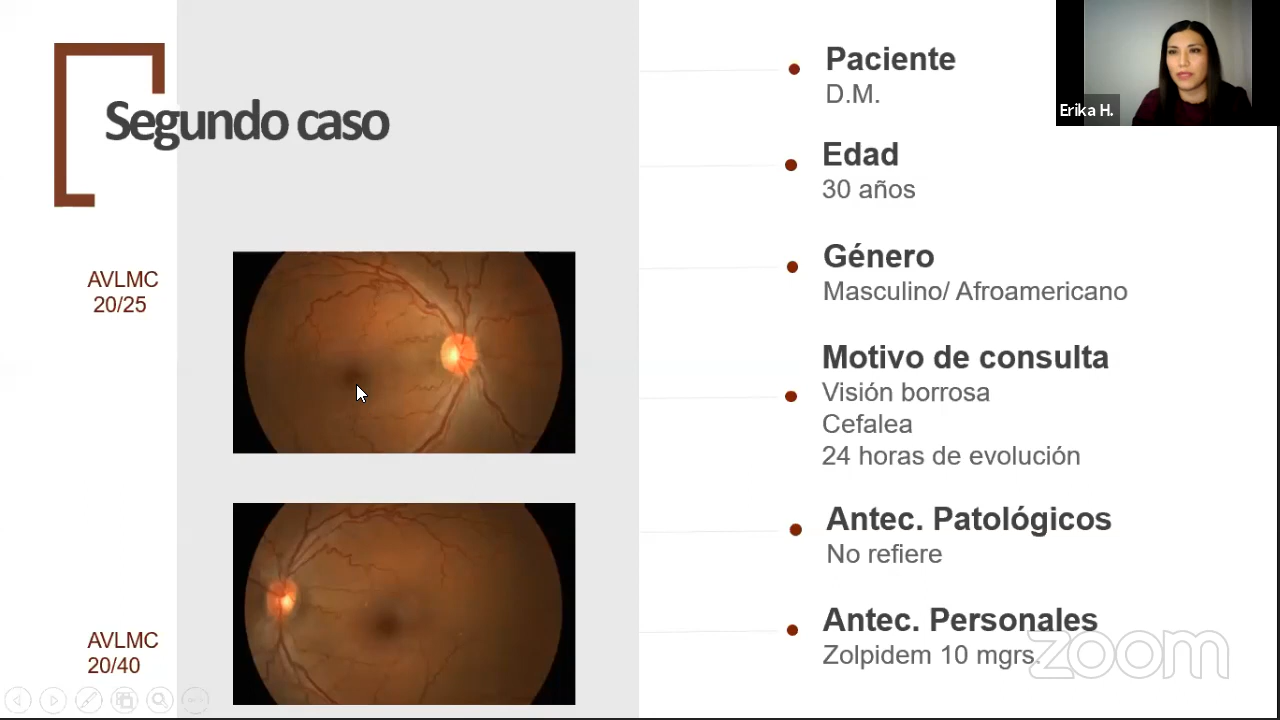 Segundo caso
AVLMC
20/25
AVLMC
20/40
Paciente
D.M.
Edad
30 años
Género
Masculino/ Afroamericano
Motivo de consulta
Visión borrosa
Cefalea
24 horas de evolución
Antec. Patológicos
No refiere
Antec. Personales
Zolpidem 10 mgrs.
Erika H.
zoom